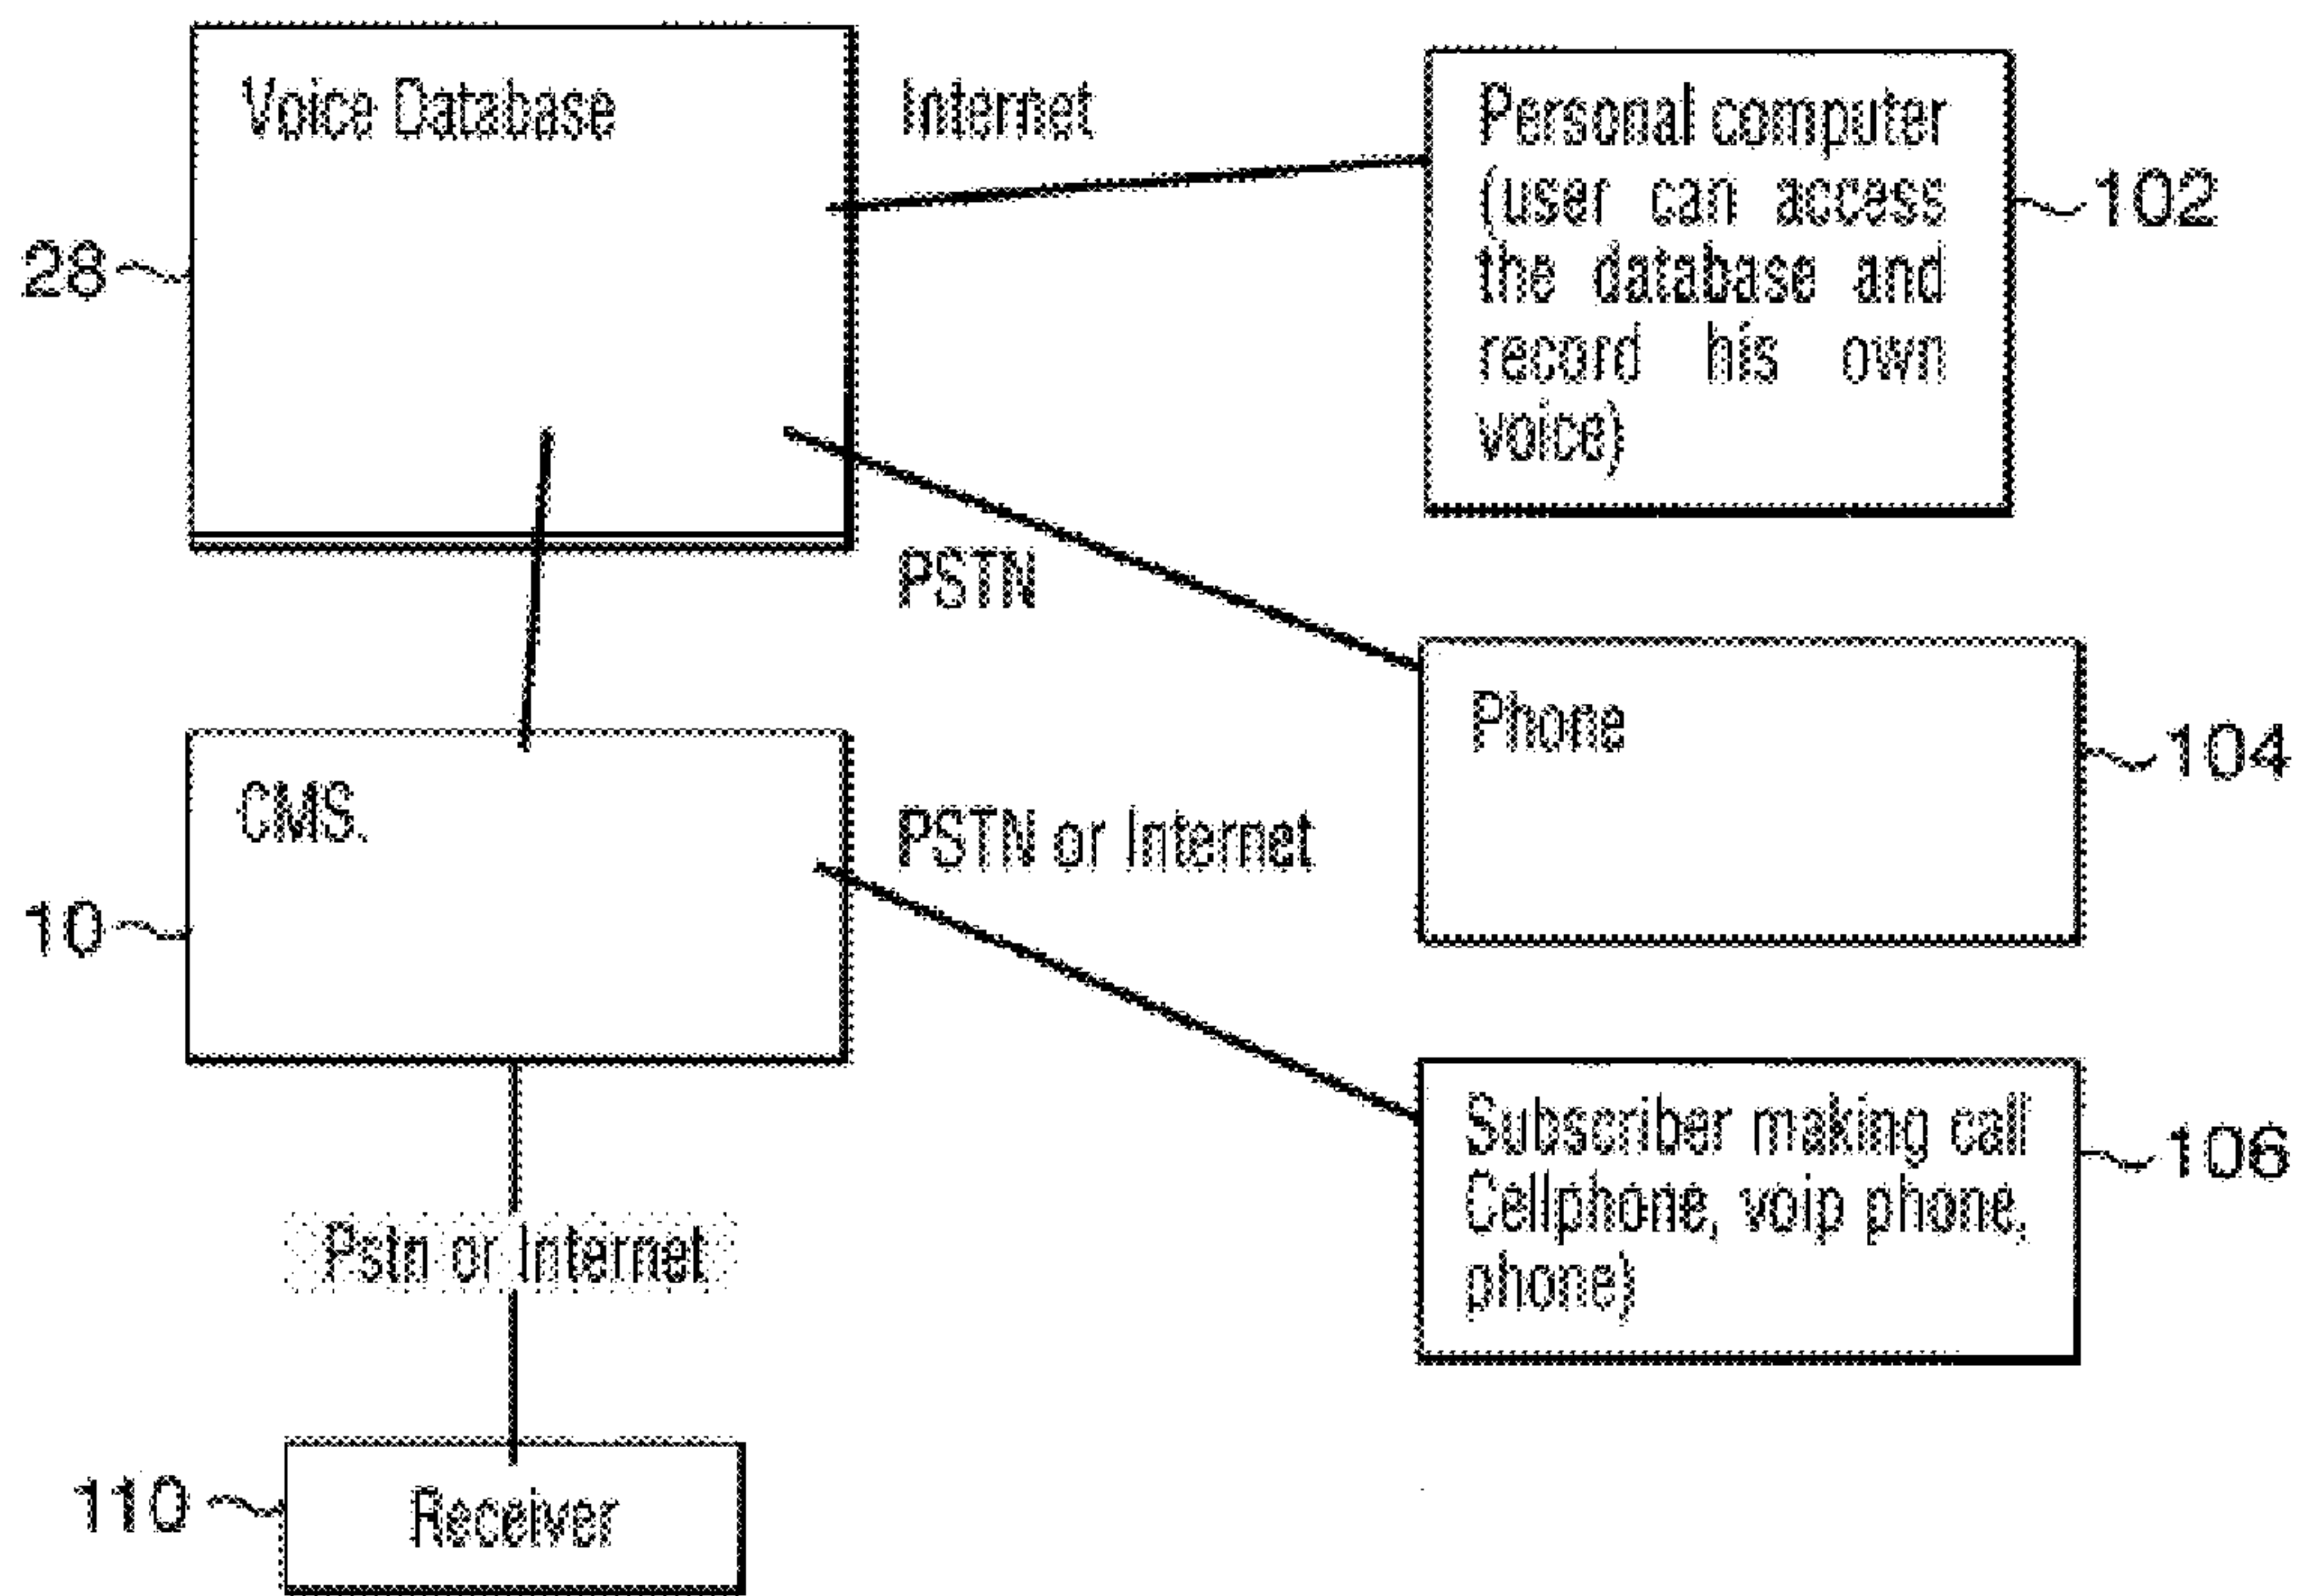 Voice Database
28
Internet
Personal computer
(user can access
the database and
record his own
voice)
102
PSTN
Phone
104
CMS.
10
PSTN or Internet
Subscriber making call
Cellphone, voip phone,
phone)
106
Pstn or Internet
110
Receiver